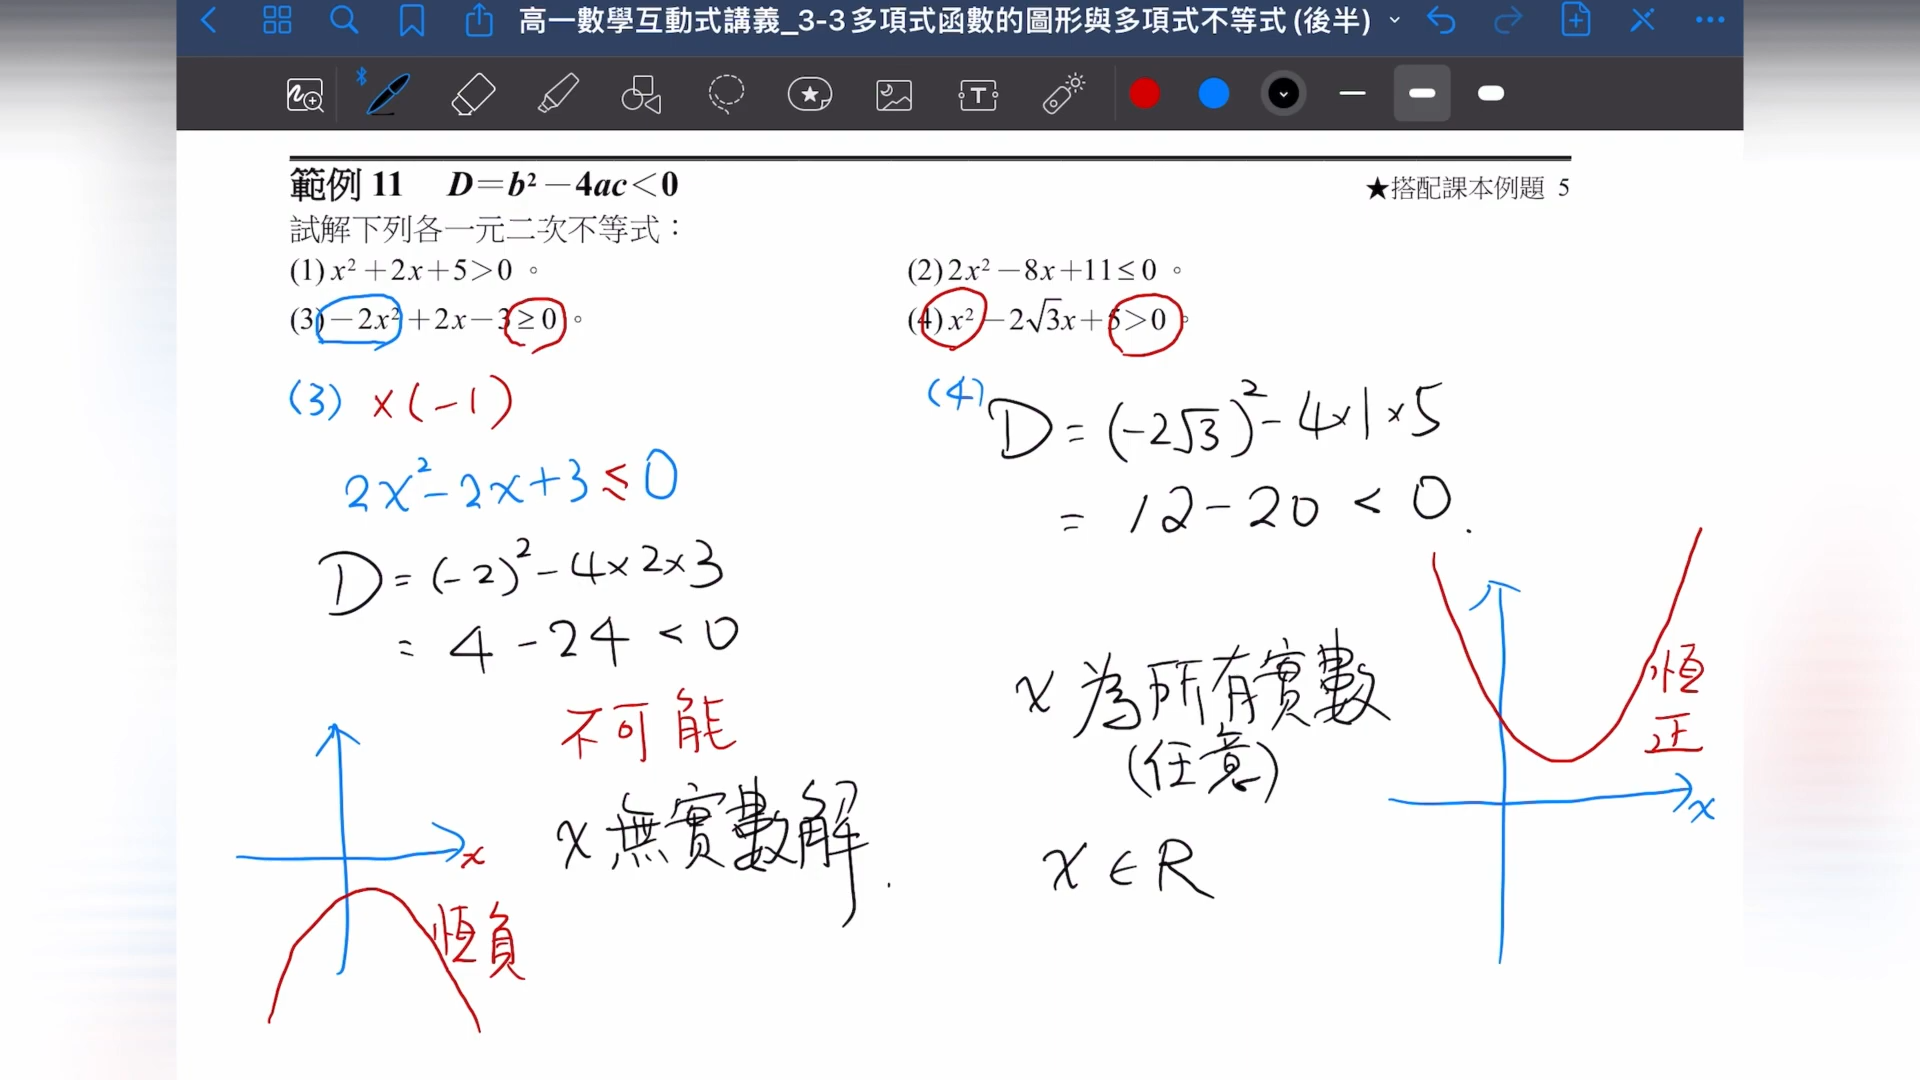 高一數學互動式講義_3-3多項式函數的圖形與多項式不等式(後半)
範例 11 D=b²-4ac<0
★搭配課本例題 5
試解下列各一元二次不等式：
(1) x²+2x+5>0。
(2) 2x²-8x+11≤0。
(3) -2x²+2x-3≥0。
(4) x²-2√3x+5>0。
(3) ×(-1)
2x²-2x+3≤0
D=(-2)²-4×2×3
= 4-24<0
不可能
x 無實數解.
x
恆負
(4) D=(-2√3)²-4×1×5
= 12-20<0.
x 為所有實數
(任意)
x∈R
恆
正
x